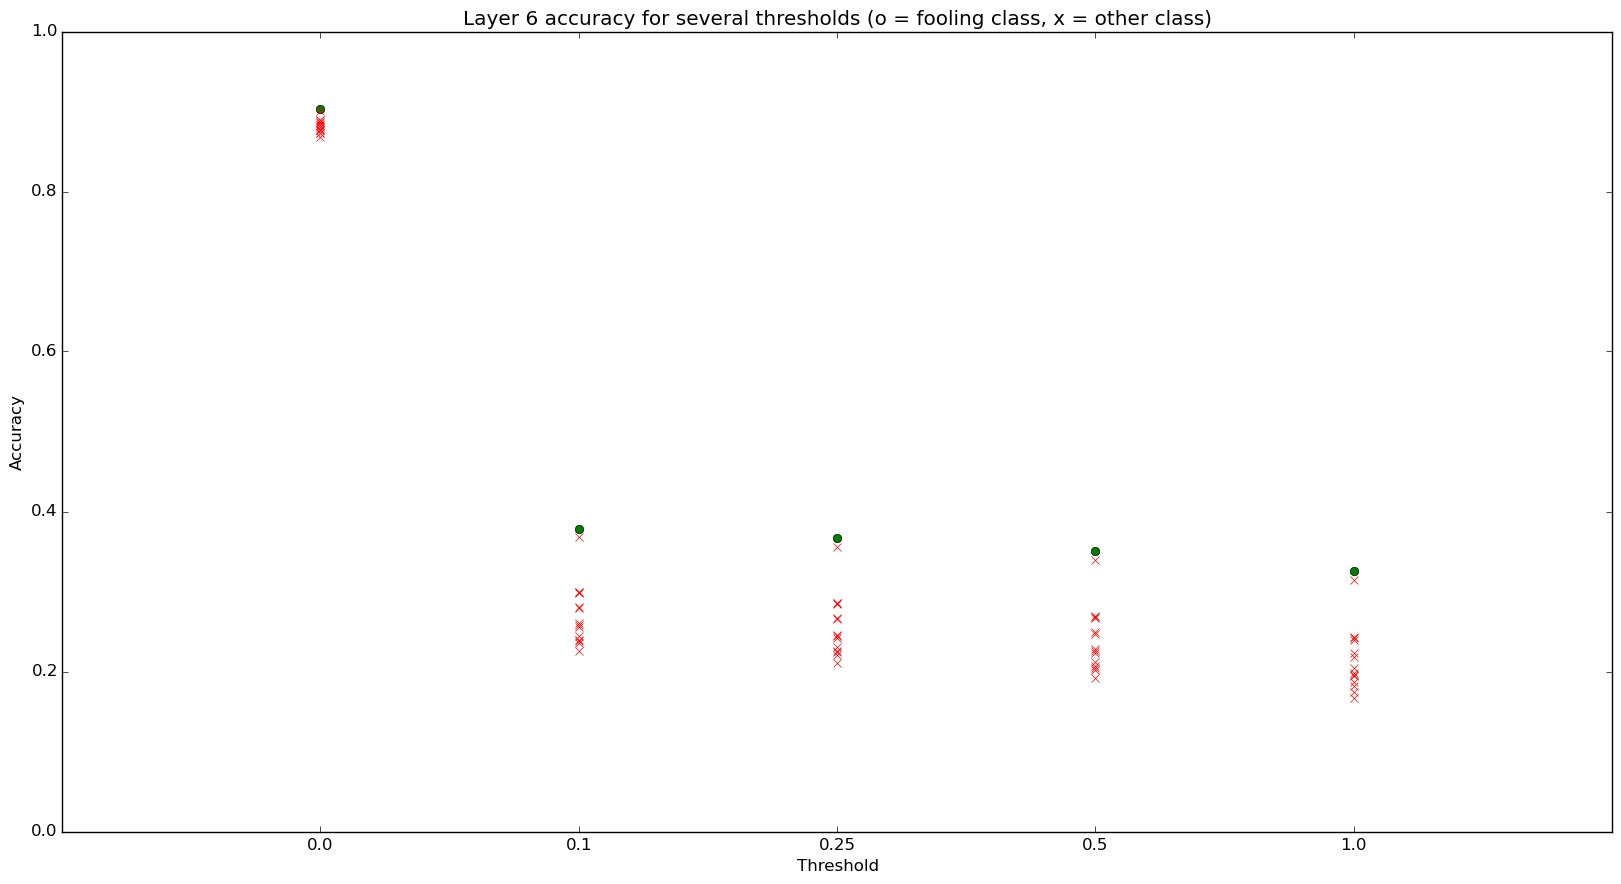 Layer 6 accuracy for several thresholds (o = fooling class, x = other class)
1.0
0.8
0.6
0.4
0.2
0.0
Accuracy
0.0 0.1 0.25 0.5 1.0
Threshold